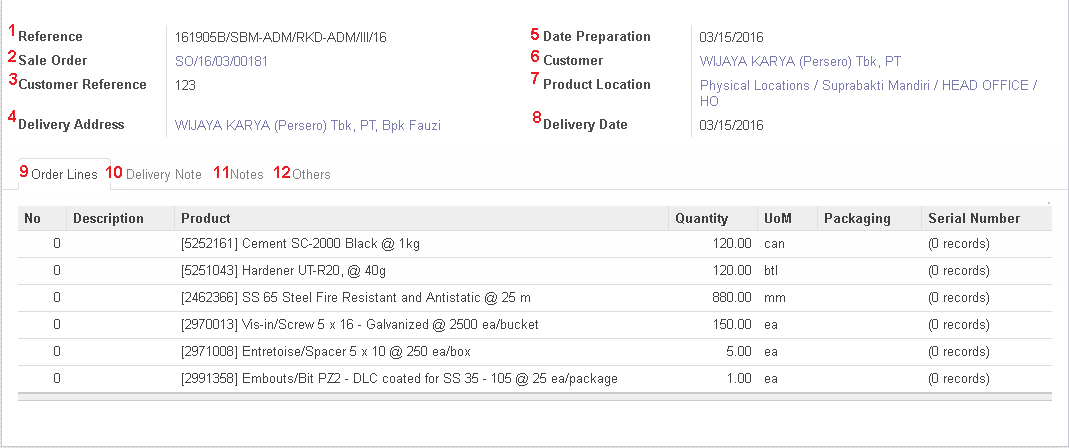 1 Reference 161905B/SBM-ADM/RKD-ADM/III/16
5 Date Preparation 03/15/2016
2 Sale Order SO/16/03/00181
6 Customer WIJAYA KARYA (Persero) Tbk, PT
3 Customer Reference 123
7 Product Location Physical Locations / Suprabakti Mandiri / HEAD OFFICE /
HO
4 Delivery Address WIJAYA KARYA (Persero) Tbk, PT, Bpk Fauzi
8 Delivery Date 03/15/2016
9 Order Lines 10 Delivery Note 11 Notes 12 Others
No Description Product Quantity UoM Packaging Serial Number
0 [5252161] Cement SC-2000 Black @ 1kg 120.00 can (0 records)
0 [5251043] Hardener UT-R20, @ 40g 120.00 btl (0 records)
0 [2462366] SS 65 Steel Fire Resistant and Antistatic @ 25 m 880.00 mm (0 records)
0 [2970013] Vis-in/Screw 5 x 16 - Galvanized @ 2500 ea/bucket 150.00 ea (0 records)
0 [2971008] Entretoise/Spacer 5 x 10 @ 250 ea/box 5.00 ea (0 records)
0 [2991358] Embouts/Bit PZ2 - DLC coated for SS 35 - 105 @ 25 ea/package 1.00 ea (0 records)